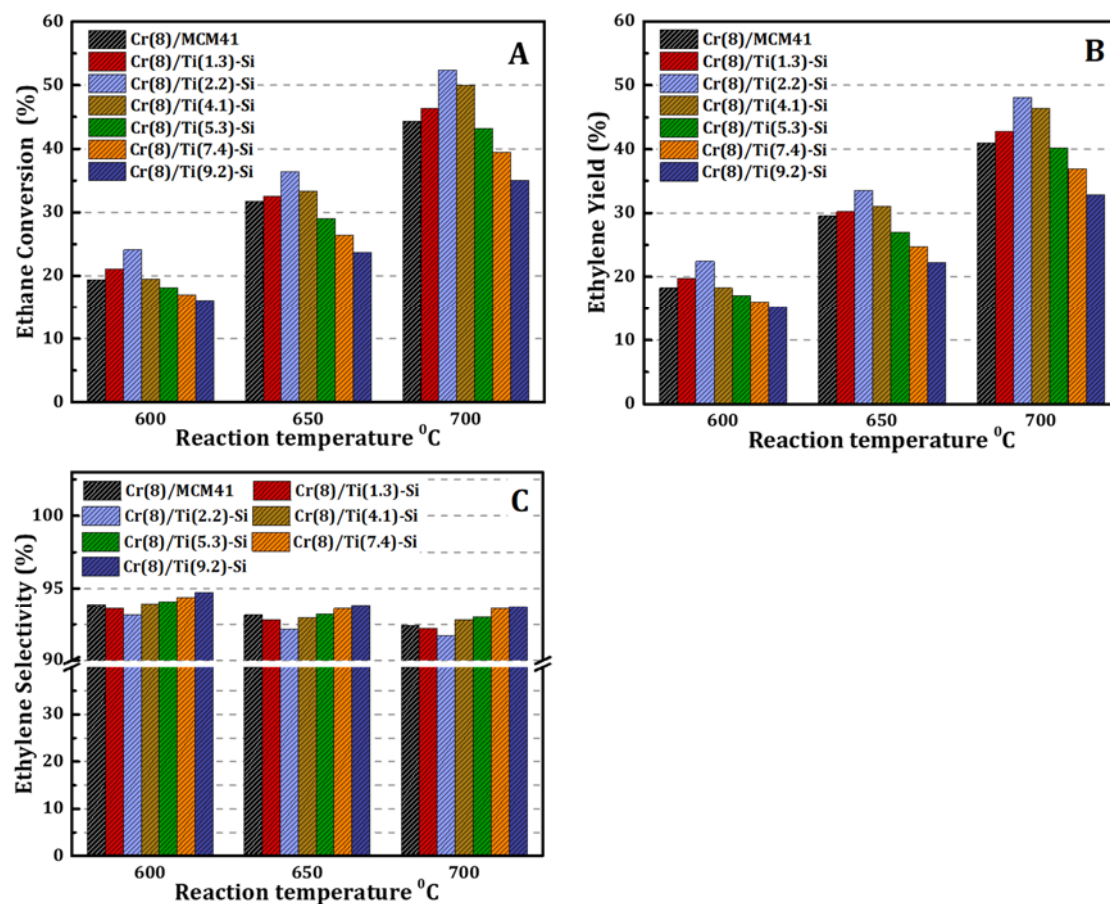 A
Cr(8)/MCM41
Cr(8)/Ti(1.3)-Si
Cr(8)/Ti(2.2)-Si
Cr(8)/Ti(4.1)-Si
Cr(8)/Ti(5.3)-Si
Cr(8)/Ti(7.4)-Si
Cr(8)/Ti(9.2)-Si
Ethane Conversion (%)
60
50
40
30
20
10
0
600 650 700
Reaction temperature ⁰C
B
Cr(8)/MCM41
Cr(8)/Ti(1.3)-Si
Cr(8)/Ti(2.2)-Si
Cr(8)/Ti(4.1)-Si
Cr(8)/Ti(5.3)-Si
Cr(8)/Ti(7.4)-Si
Cr(8)/Ti(9.2)-Si
Ethylene Yield (%)
60
50
40
30
20
10
0
600 650 700
Reaction temperature ⁰C
C
Cr(8)/MCM41 Cr(8)/Ti(1.3)-Si
Cr(8)/Ti(2.2)-Si Cr(8)/Ti(4.1)-Si
Cr(8)/Ti(5.3)-Si Cr(8)/Ti(7.4)-Si
Cr(8)/Ti(9.2)-Si
Ethylene Selectivity (%)
100
95
90
30
20
10
0
600 650 700
Reaction temperature ⁰C